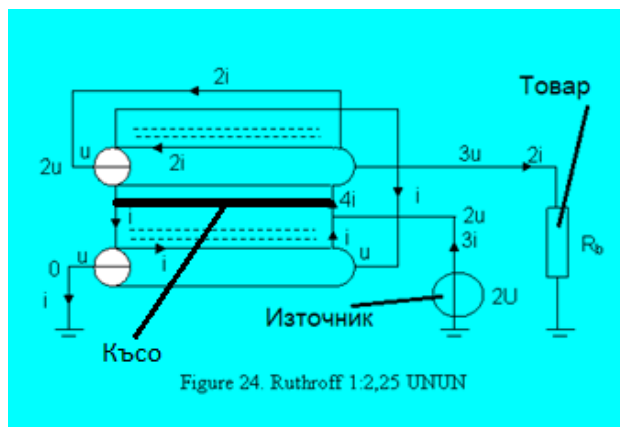 2i
Товар
u
2u
2i
3u
2i
4i
i
i
2u
i
i
3i
R_b
u
u
0
i
2U
Източник
Късо
Figure 24. Ruthroff 1:2,25 UNUN